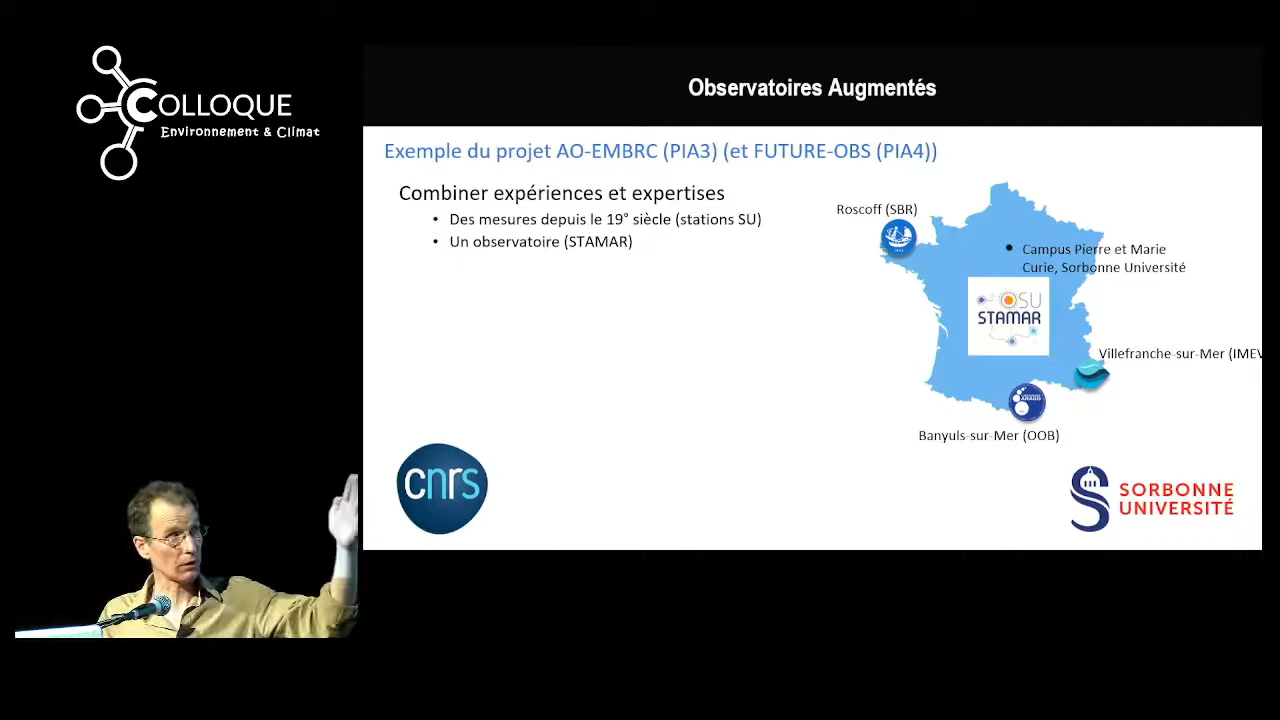 COLLOQUE
Environnement & Climat
Observatoires Augmentés
Exemple du projet AO-EMBRC (PIA3) (et FUTURE-OBS (PIA4))
Combiner expériences et expertises
• Des mesures depuis le 19° siècle (stations SU)
• Un observatoire (STAMAR)
Roscoff (SBR)
• Campus Pierre et Marie
Curie, Sorbonne Université
OSU
STAMAR
Villefranche-sur-Mer (IMEV
ARAGO
Banyuls-sur-Mer (OOB)
cnrs
SORBONNE
UNIVERSITÉ